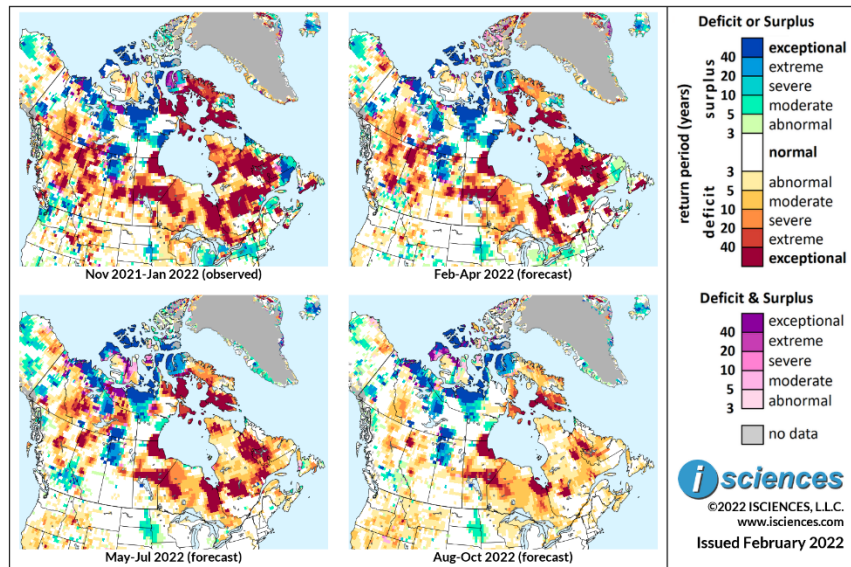 Nov 2021-Jan 2022 (observed)
Feb-Apr 2022 (forecast)
May-Jul 2022 (forecast)
Aug-Oct 2022 (forecast)
Deficit or Surplus
return period (years)
surplus
deficit
exceptional
40
extreme
20
severe
10
moderate
5
abnormal
3
normal
3
abnormal
5
moderate
10
severe
20
extreme
40
exceptional
Deficit & Surplus
exceptional
40
extreme
20
severe
10
moderate
5
abnormal
3
no data
i sciences
©2022 ISCIENCES, L.L.C.
www.isciences.com
Issued February 2022